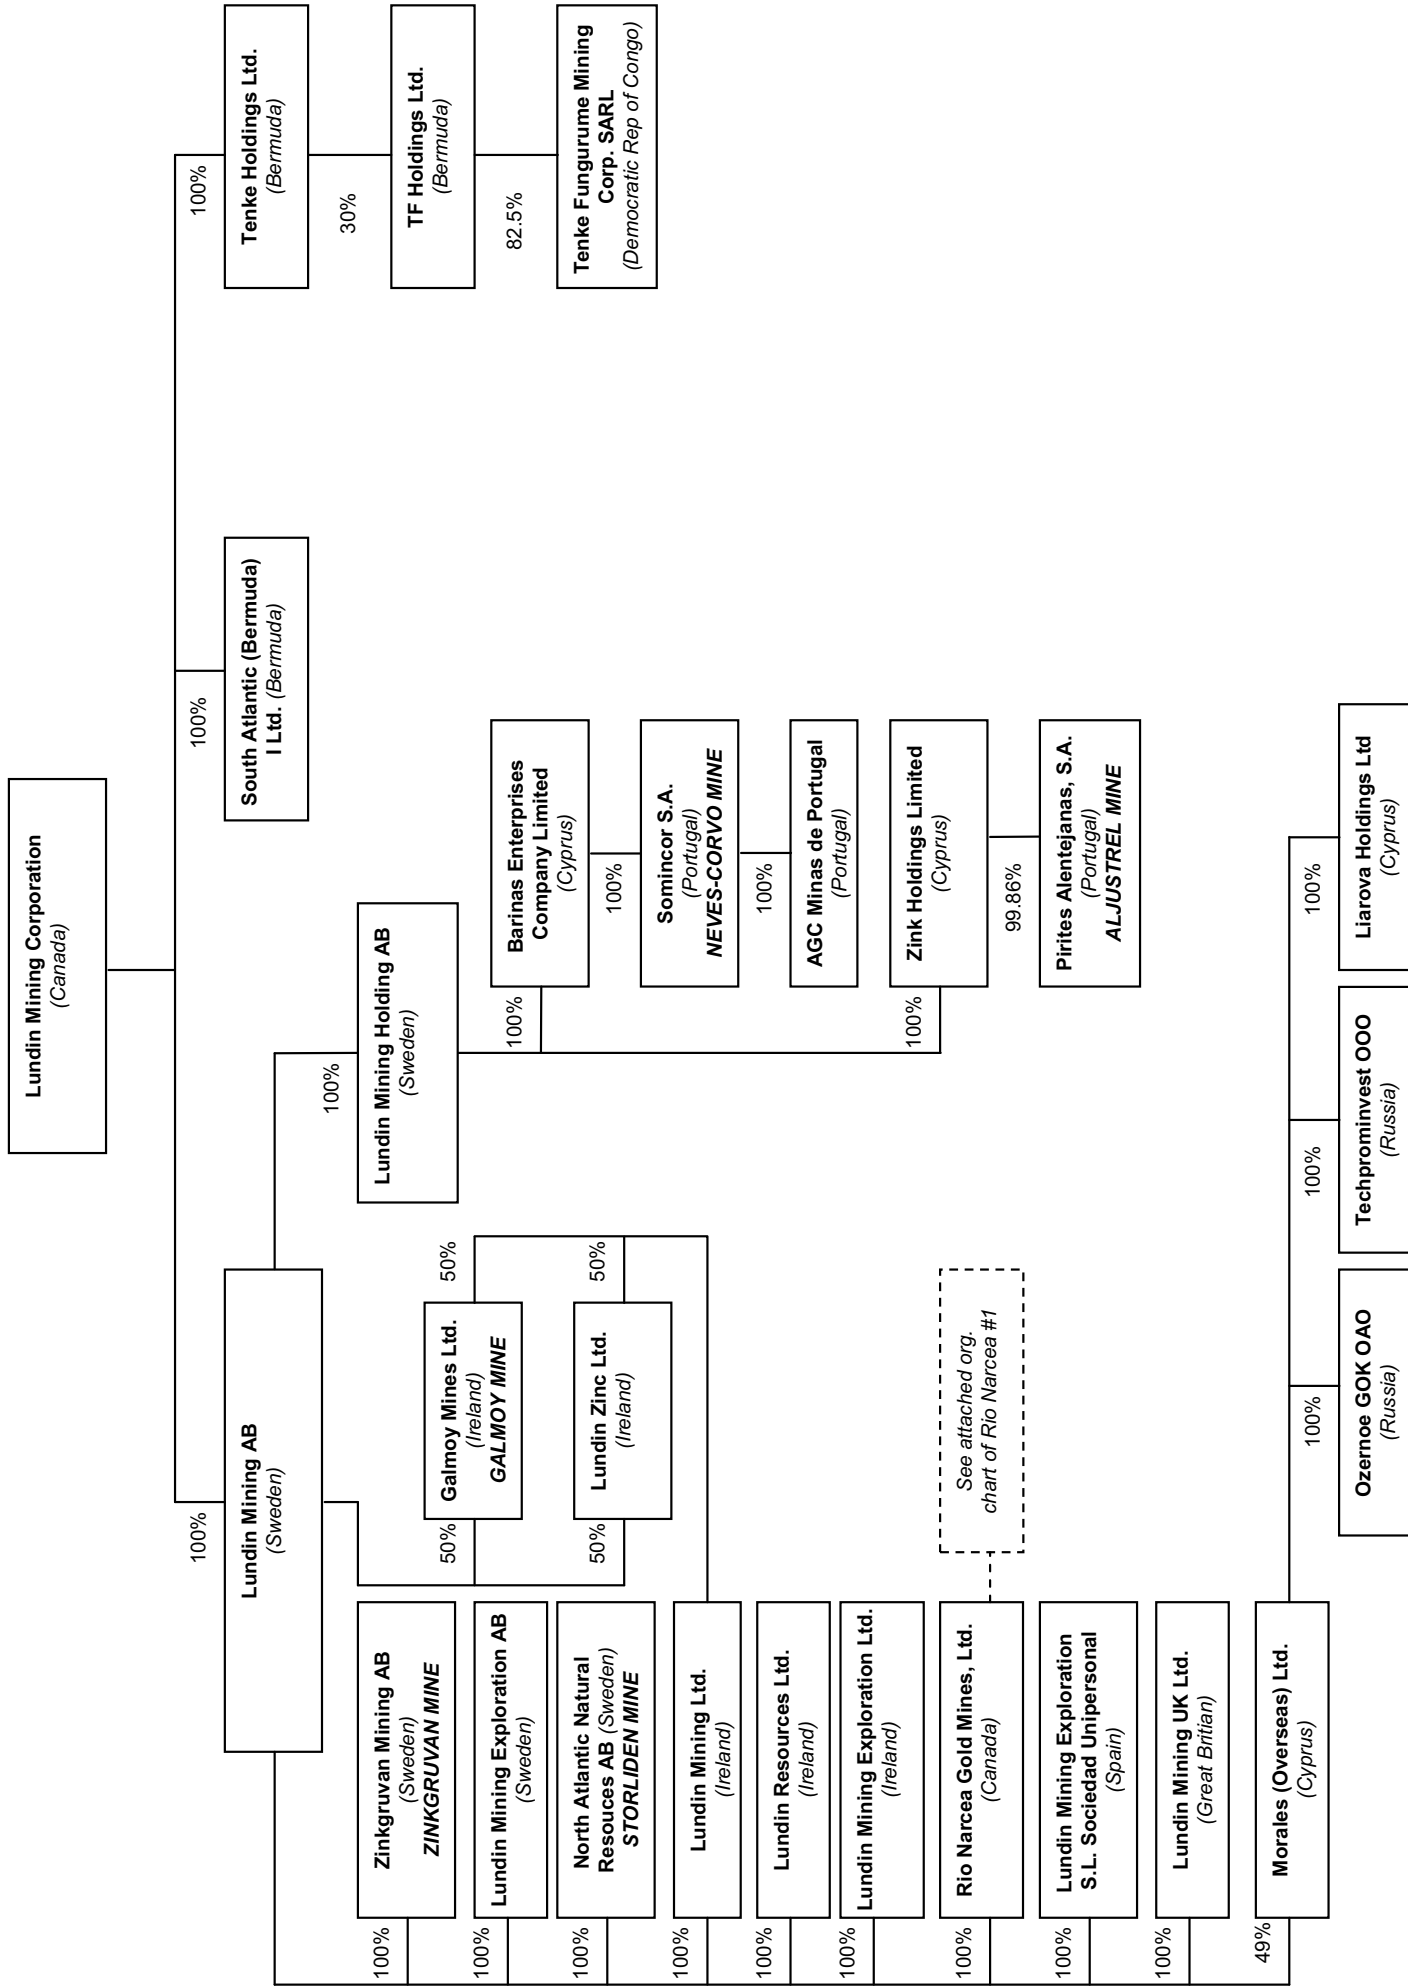 Lundin Mining Corporation
(Canada)
100%
100%
100%
Lundin Mining AB
(Sweden)
South Atlantic (Bermuda)
I Ltd. (Bermuda)
Tenke Holdings Ltd.
(Bermuda)
30%
TF Holdings Ltd.
(Bermuda)
82.5%
Tenke Fungurume Mining
Corp. SARL
(Democratic Rep of Congo)
100%
Lundin Mining Holding AB
(Sweden)
100%
Barinas Enterprises
Company Limited
(Cyprus)
100%
Somincor S.A.
(Portugal)
NEVES-CORVO MINE
100%
AGC Minas de Portugal
(Portugal)
100%
Zink Holdings Limited
(Cyprus)
99.86%
Pirites Alentejanas, S.A.
(Portugal)
ALJUSTREL MINE
50%
Galmoy Mines Ltd.
(Ireland)
GALMOY MINE
50%
50%
Lundin Zinc Ltd.
(Ireland)
50%
100%
Zinkgruvan Mining AB
(Sweden)
ZINKGRUVAN MINE
100%
Lundin Mining Exploration AB
(Sweden)
100%
North Atlantic Natural
Resouces AB (Sweden)
STORLIDEN MINE
100%
Lundin Mining Ltd.
(Ireland)
100%
Lundin Resources Ltd.
(Ireland)
100%
Lundin Mining Exploration Ltd.
(Ireland)
100%
Rio Narcea Gold Mines, Ltd.
(Canada)
See attached org.
chart of Rio Narcea #1
100%
Lundin Mining Exploration
S.L. Sociedad Unipersonal
(Spain)
100%
Lundin Mining UK Ltd.
(Great Britian)
49%
Morales (Overseas) Ltd.
(Cyprus)
100%
100%
100%
Ozernoe GOK OAO
(Russia)
Techprominvest OOO
(Russia)
Liarova Holdings Ltd
(Cyprus)